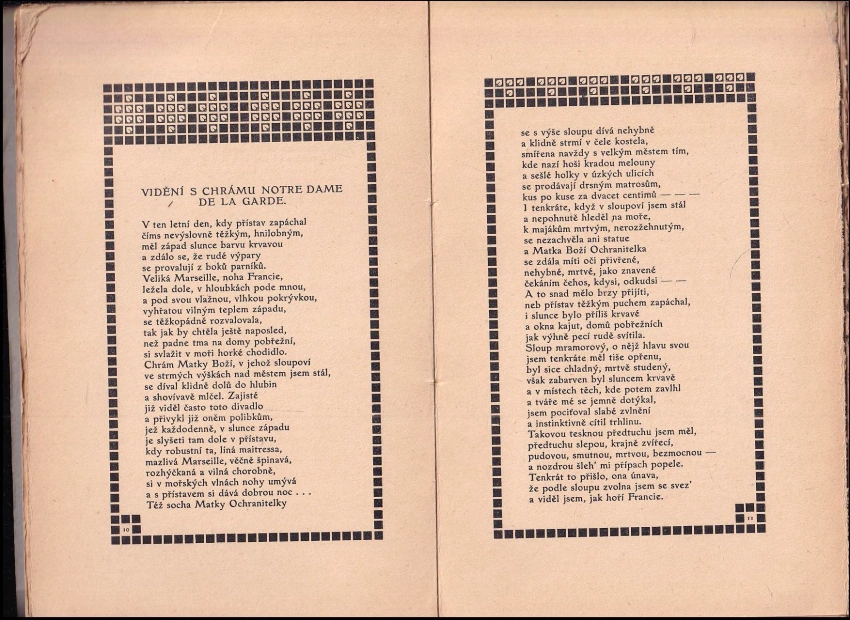 VIDĚNÍ S CHRÁMU NOTRE DAME
DE LA GARDE.
V ten letní den, kdy přístav zapáchal
číms nevýslovně těžkým, hnilobným,
měl západ slunce barvu krvavou
a zdálo se, že rudé výpary
se provalují z boků parníků.
Veliká Marseille, noha Francie,
ležela dole, v hloubkách pode mnou,
a pod svou vlažnou, vlhkou pokrývkou,
vyhřatou vilným teplem západu,
se těžkopádně rozvalovala,
tak jak by chtěla ještě naposled,
než padne tma na domy pobřežní,
si svlažit v moři horké chodidlo.
Chrám Matky Boží, v jehož sloupoví
ve strmých výškách nad městem jsem stál,
se díval klidně dolů do hlubin
a shovívavě mlčel. Zajisté
již viděl často toto divadlo
a přivykl již oněm polibkům,
jež každodenně, v slunce západu
je slyšeti tam dole v přístavu,
kdy robustní ta, líná maitressa,
mazlivá Marseille, věčně špinavá,
rozhýčkaná a vilná chorobně,
si v mořských vlnách nohy umývá
a s přístavem si dává dobrou noc . . .
Též socha Matky Ochranitelky
10
se s výše sloupu dívá nehybně
a klidně strmí v čele kostela,
smířena navždy s velkým městem tím,
kde nazí hoši kradou melouny
a sešlé holky v úzkých ulicích
se prodávají drsným matrosům,
kus po kuse za dvacet centimů — — —
I tenkráte, když v sloupoví jsem stál
a nepohnutě hleděl na moře,
k majákům mrtvým, nerozžehnutým,
se nezachvěla ani statue
a Matka Boží Ochranitelka
se zdála míti oči přivřené,
nehybné, mrtvé, jako znavené
čekáním čehos, kdysi, odkudsi — —
A to snad mělo brzy přijíti,
neb přístav těžkým puchem zapáchal,
i slunce bylo příliš krvavé
a okna kajut, domů pobřežních
jak výhně pecí rudě svítila.
Sloup mramorový, o nějž hlavu svou
jsem tenkráte měl tiše opřenu,
byl sice chladný, mrtvě studený,
však zabarven byl sluncem krvavě
a v místech těch, kde potem zavlhl
a tváře mé se jemně dotýkal,
jsem pociťoval slabé zvlnění
a instinktivně cítil trhlinu.
Takovou tesknou předtuchu jsem měl,
předtuchu slepou, krajně zvířecí,
pudovou, smutnou, mrtvou, bezmocnou —
a nozdrou šleh' mi přípach popele.
Tenkrát to přišlo, ona únava,
že podle sloupu zvolna jsem se svez'
a viděl jsem, jak hoří Francie.
11